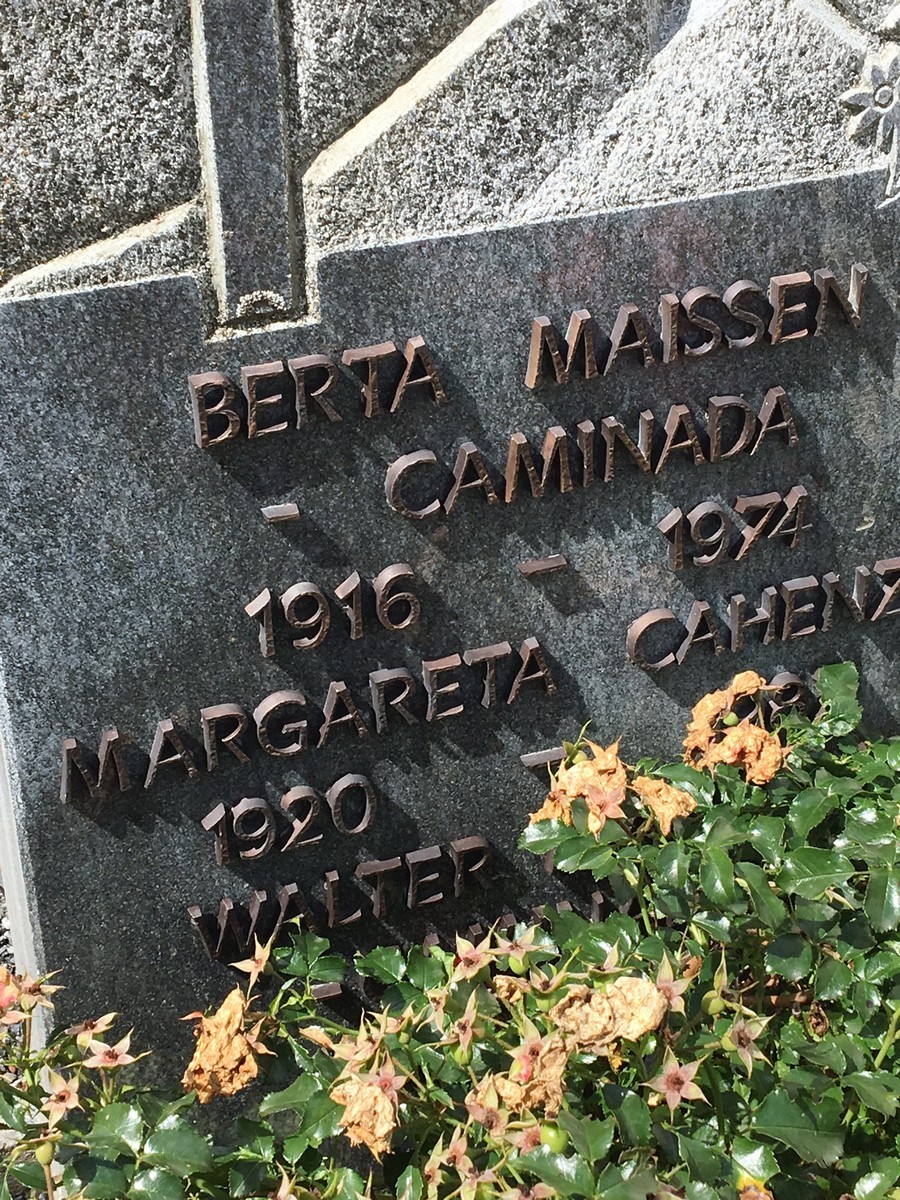 BERTA MAISSEN
- CAMINADA
1916 - 1974
MARGARETA CAHENZ
1920 -
WALTER